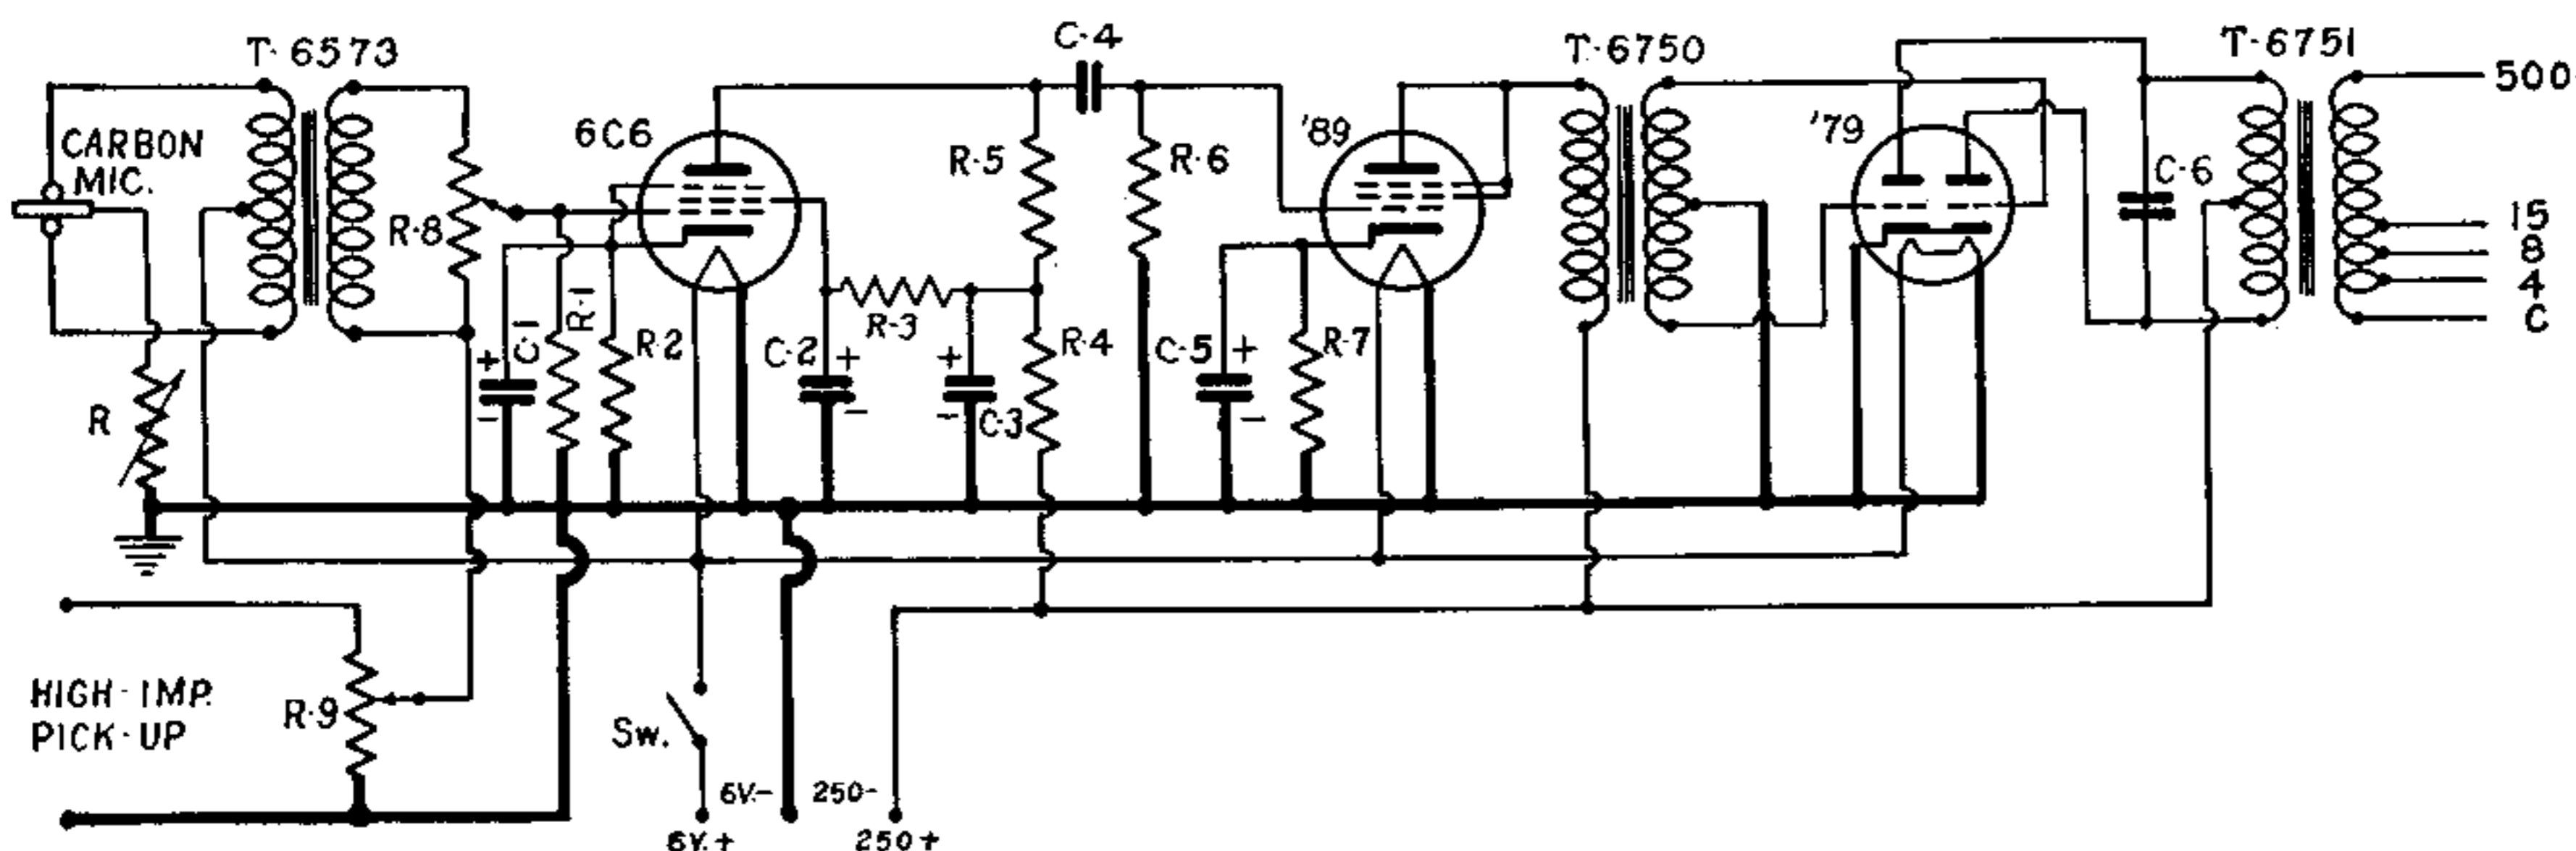 T-6573
C-4
T-6750
T-6751
500
CARBON
MIC.
6C6
'89
'79
R-5
R-6
C-6
R-8
15
8
4
C
R-1
C-1
R-2
R-3
C-2
+
-
+
-
C-3
R-4
C-5
+
-
R-7
+
-
R
HIGH-IMP.
PICK-UP
R-9
Sw.
6V.-
250-
6V.+
250+